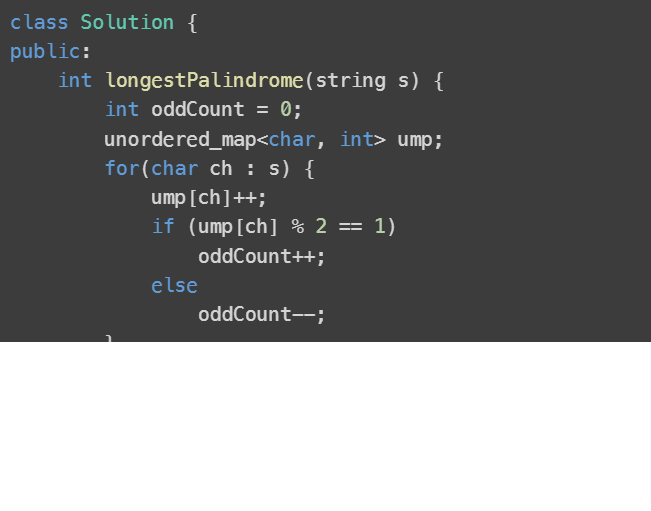 class Solution {
public:
    int longestPalindrome(string s) {
        int oddCount = 0;
        unordered_map<char, int> ump;
        for(char ch : s) {
            ump[ch]++;
            if (ump[ch] % 2 == 1)
                oddCount++;
            else
                oddCount--;
        }